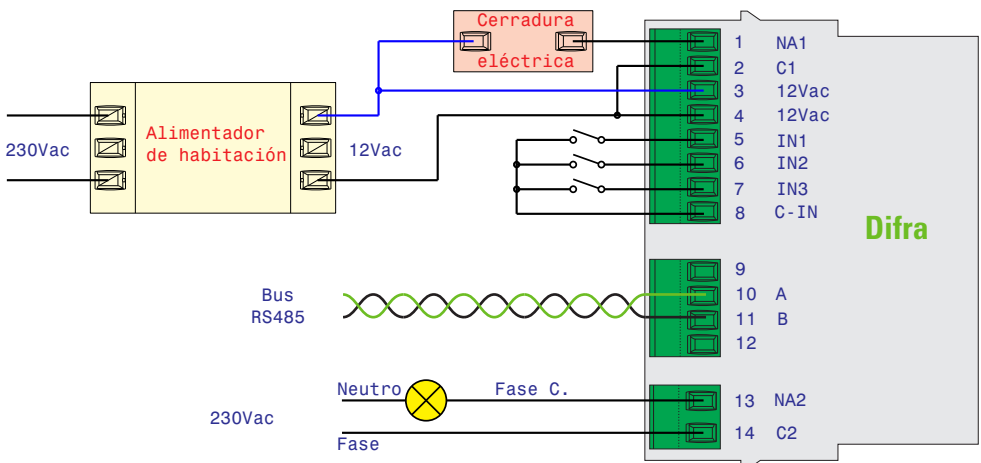 Cerradura
eléctrica
Alimentador
de habitación
230Vac
12Vac
1 NA1
2 C1
3 12Vac
4 12Vac
5 IN1
6 IN2
7 IN3
8 C-IN
Difra
9
10 A
11 B
12
Bus
RS485
Neutro
Fase C.
230Vac
Fase
13 NA2
14 C2